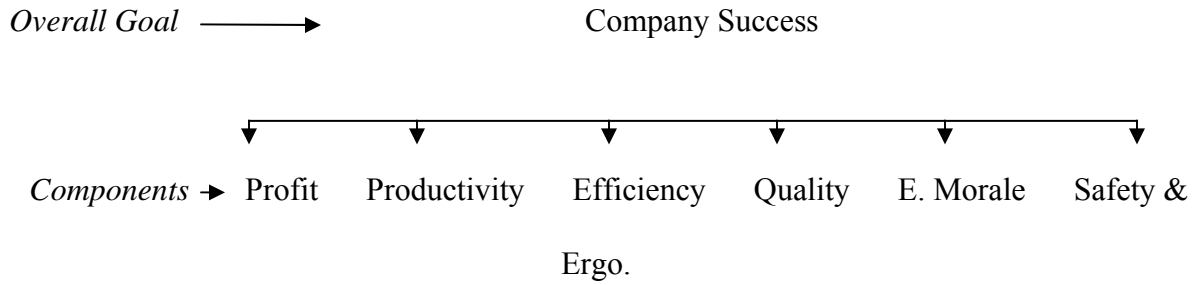 Overall Goal Company Success
Components Profit Productivity Efficiency Quality E. Morale Safety &
Ergo.